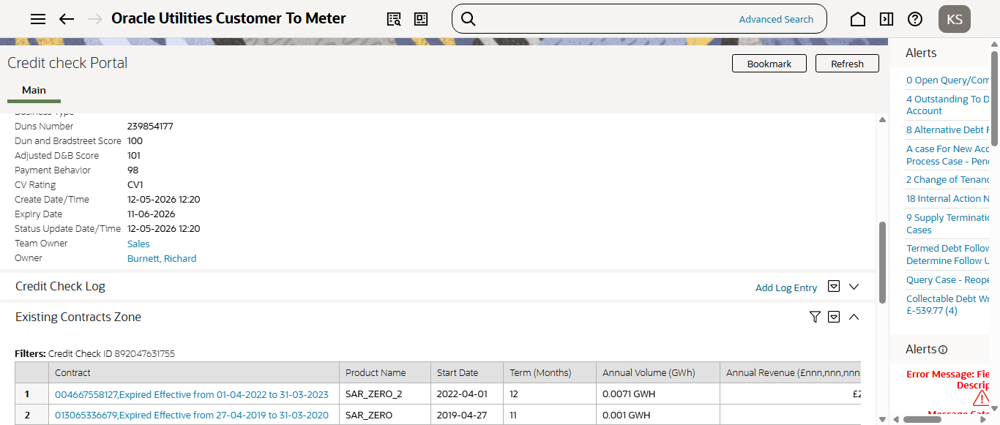 Oracle Utilities Customer To Meter
Advanced Search
KS
Credit check Portal
Bookmark
Refresh
Main
Business Type
Duns Number 239854177
Dun and Bradstreet Score 100
Adjusted D&B Score 101
Payment Behavior 98
CV Rating CV1
Create Date/Time 12-05-2026 12:20
Expiry Date 11-06-2026
Status Update Date/Time 12-05-2026 12:20
Team Owner Sales
Owner Burnett, Richard
Credit Check Log
Add Log Entry
Existing Contracts Zone
Filters: Credit Check ID 892047631755
Contract Product Name Start Date Term (Months) Annual Volume (GWh) Annual Revenue (£nnn,nnn,nnn.
1 004667558127,Expired Effective from 01-04-2022 to 31-03-2023 SAR_ZERO_2 2022-04-01 12 0.0071 GWH £2
2 013065336679,Expired Effective from 27-04-2019 to 31-03-2020 SAR_ZERO 2019-04-27 11 0.001 GWH
Alerts
0 Open Query/Com
4 Outstanding To D
Account
8 Alternative Debt
A case For New Acc
Process Case - Pen
2 Change of Tenanc
18 Internal Action N
9 Supply Terminatio
Cases
Termed Debt Follow
Determine Follow U
Query Case - Reope
Collectable Debt Wr
£-539.77 (4)
Alerts
Error Message: Fie
Descrip